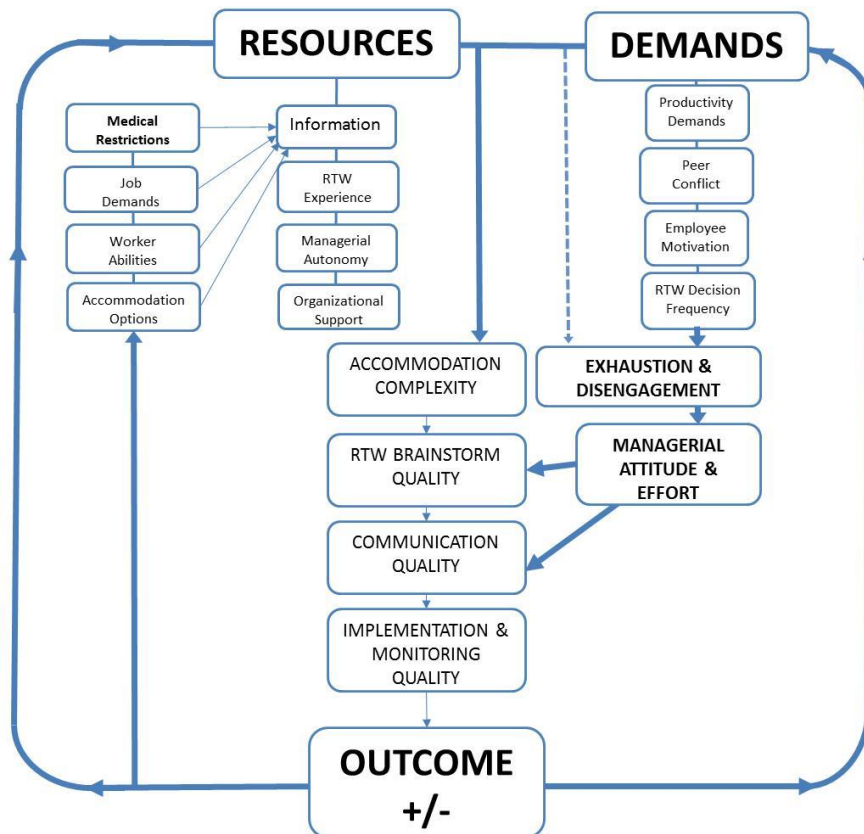 RESOURCES
DEMANDS
Medical
Restrictions
Job
Demands
Worker
Abilities
Accommodation
Options
Information
RTW
Experience
Managerial
Autonomy
Organizational
Support
Productivity
Demands
Peer
Conflict
Employee
Motivation
RTW Decision
Frequency
ACCOMMODATION
COMPLEXITY
EXHAUSTION &
DISENGAGEMENT
RTW BRAINSTORM
QUALITY
MANAGERIAL
ATTITUDE &
EFFORT
COMMUNICATION
QUALITY
IMPLEMENTATION &
MONITORING
QUALITY
OUTCOME
+/-